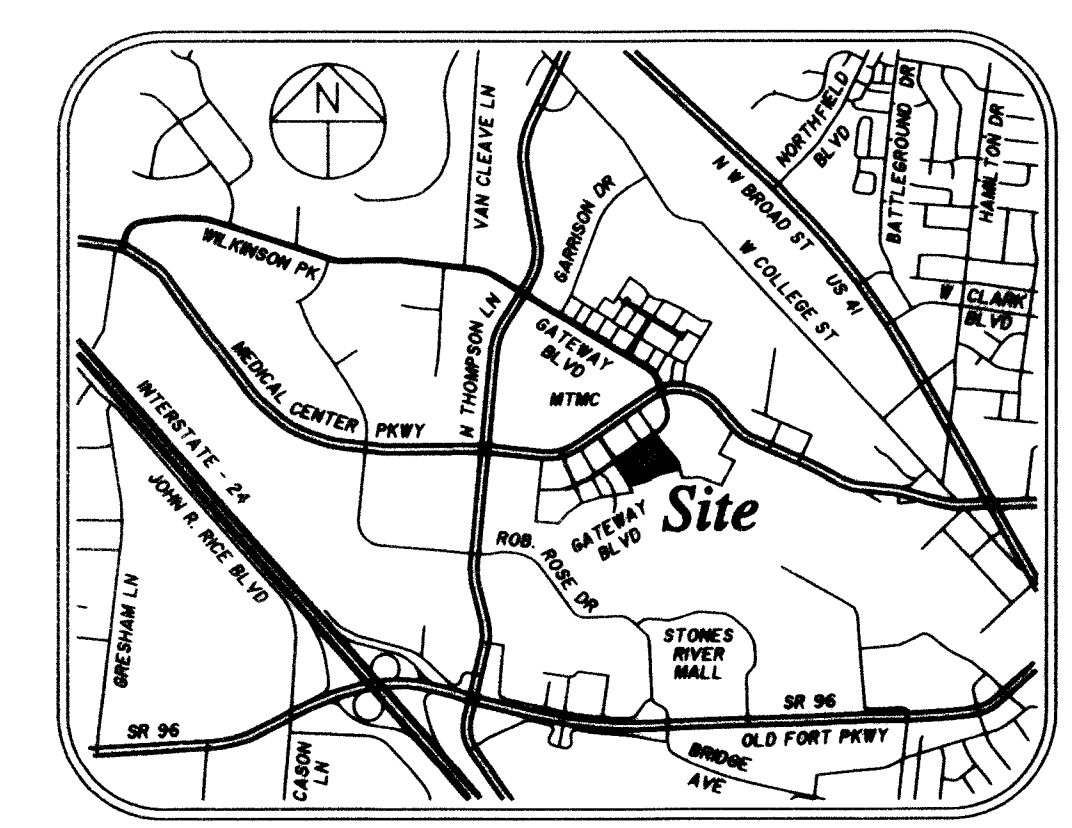 N
VAN CLEAVE LN
NORTHFIELD
BLVD
BATTLEGROUND DR
HAMILTON DR
N W BROAD ST US 41
GARRISON DR
WILKINSON PK
W COLLEGE ST
W CLARK
BLVD
N THOMPSON LN
GATEWAY
BLVD
MTMC
MEDICAL CENTER PKWY
INTERSTATE - 24
JOHN R. RICE BLVD
Site
GATEWAY
BLVD
ROB. ROSE DR
GRESHAM LN
STONES
RIVER
MALL
SR 96
SR 96
OLD FORT PKWY
CASON
LN
BRIDGE
AVE